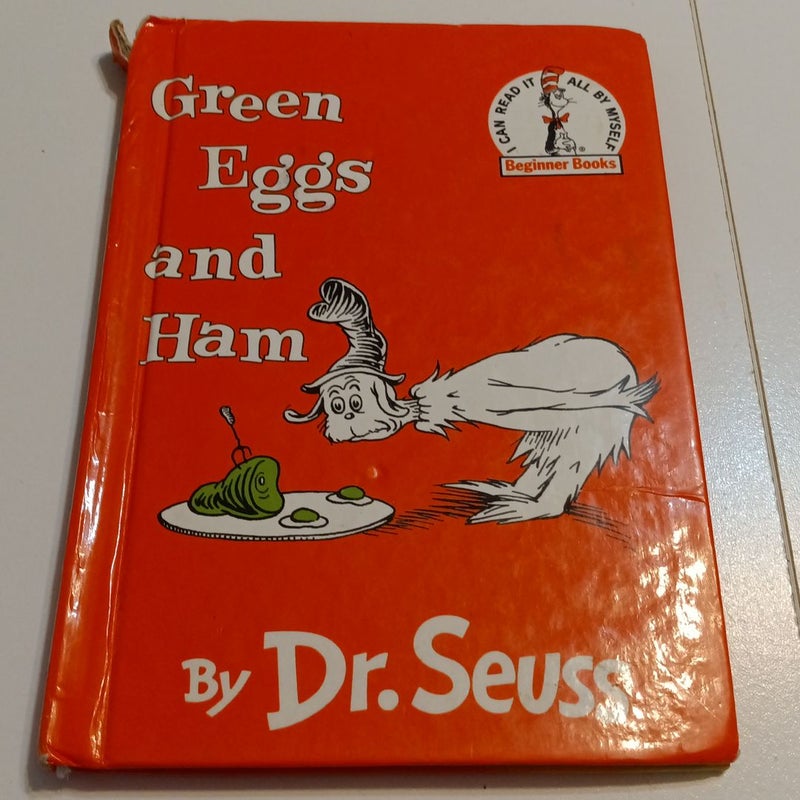 Green
Eggs
and
Ham
I CAN READ IT ALL BY MYSELF
Beginner Books
By Dr. Seuss